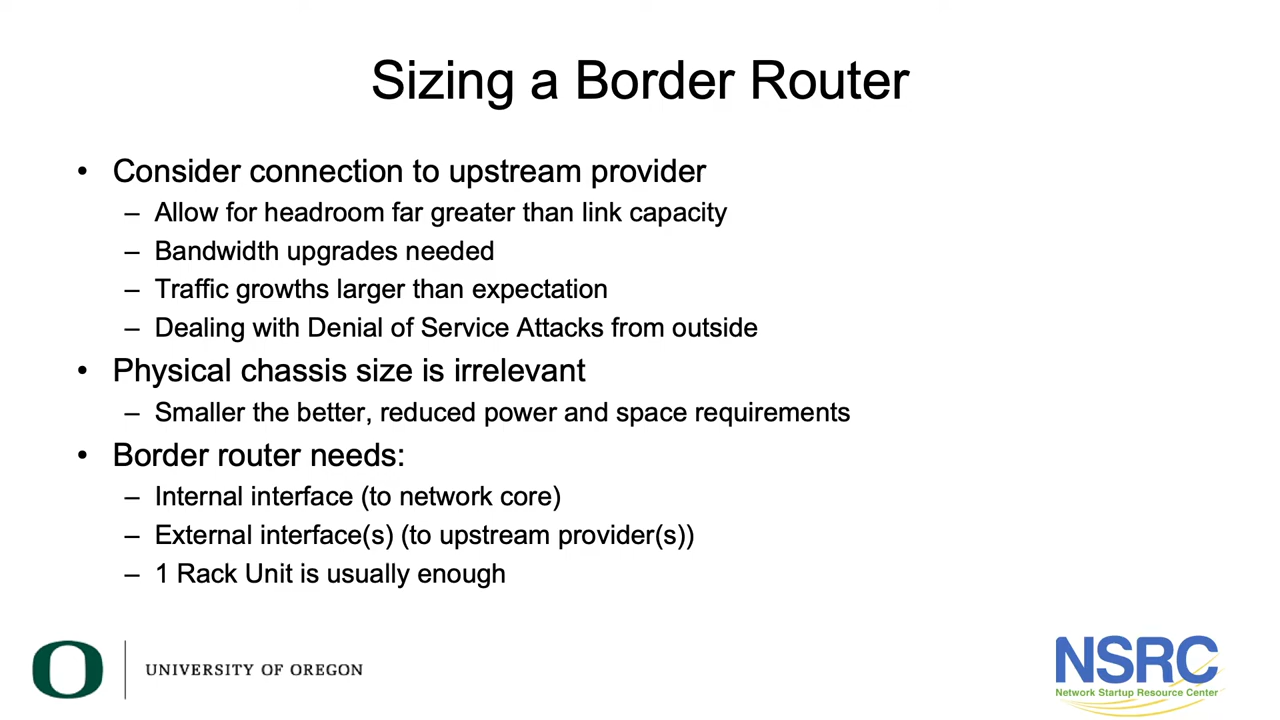 Sizing a Border Router
• Consider connection to upstream provider
– Allow for headroom far greater than link capacity
– Bandwidth upgrades needed
– Traffic growths larger than expectation
– Dealing with Denial of Service Attacks from outside
• Physical chassis size is irrelevant
– Smaller the better, reduced power and space requirements
• Border router needs:
– Internal interface (to network core)
– External interface(s) (to upstream provider(s))
– 1 Rack Unit is usually enough
O
UNIVERSITY OF OREGON
NSRC
Network Startup Resource Center